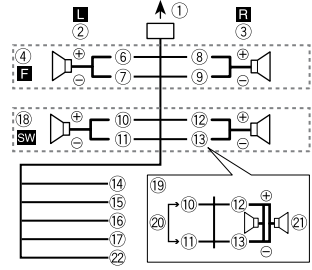 L ① R
② ③
④ ⊕ ⑥ ⑧ ⊕
F ⊖ ⑦ ⑨ ⊖
⑱ ⊕ ⑩ ⑫ ⊕
SW ⊖ ⑪ ⑬ ⊖
⑭
⑮
⑯
⑰
㉒
⑲
⑩ ⑫ ⊕
⑳ ㉑
⑪ ⑬ ⊖